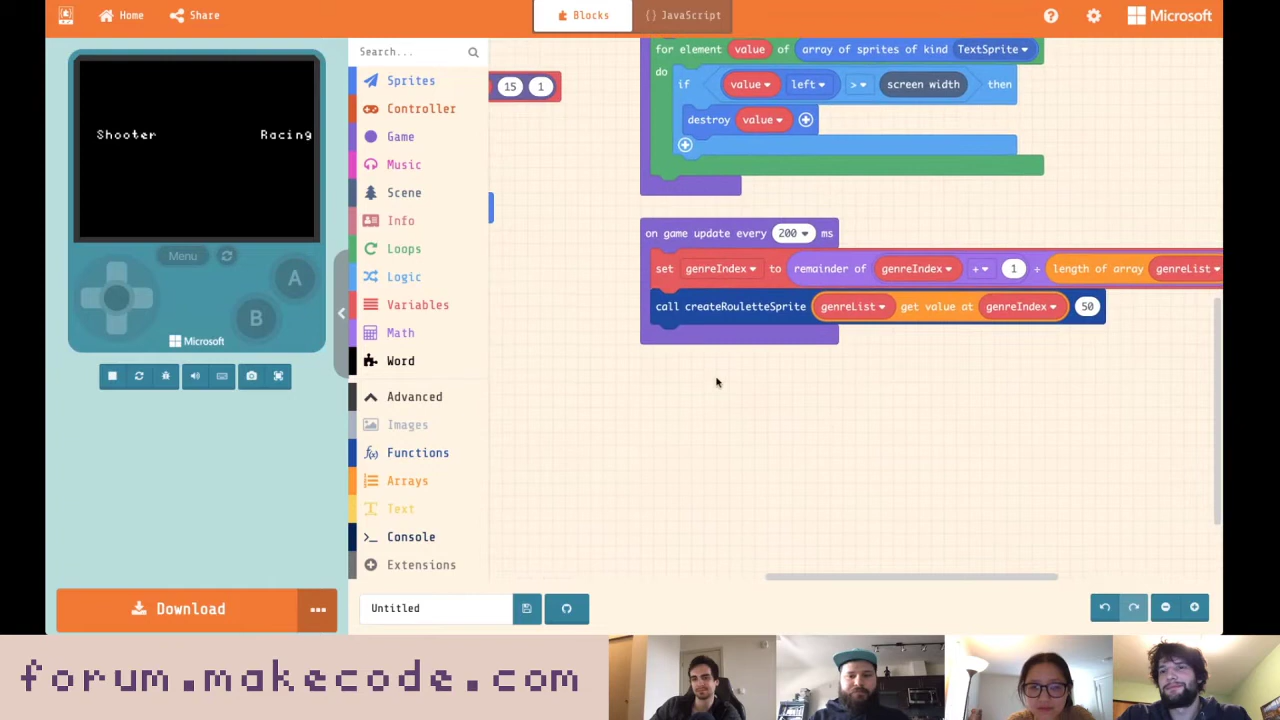 Home Share Blocks {} JavaScript Microsoft
Shooter Racing
Menu
A
B
Microsoft
Download ...
Search...
Sprites
Controller
Game
Music
Scene
Info
Loops
Logic
Variables
Math
Word
Advanced
Images
Functions
Arrays
Text
Console
Extensions
15 1
for element value of array of sprites of kind TextSprite
do if value left > screen width then
destroy value
on game update every 200 ms
set genreIndex to remainder of genreIndex + 1 ÷ length of array genreList
call createRouletteSprite genreList get value at genreIndex 50
Untitled
forum.makecode.com